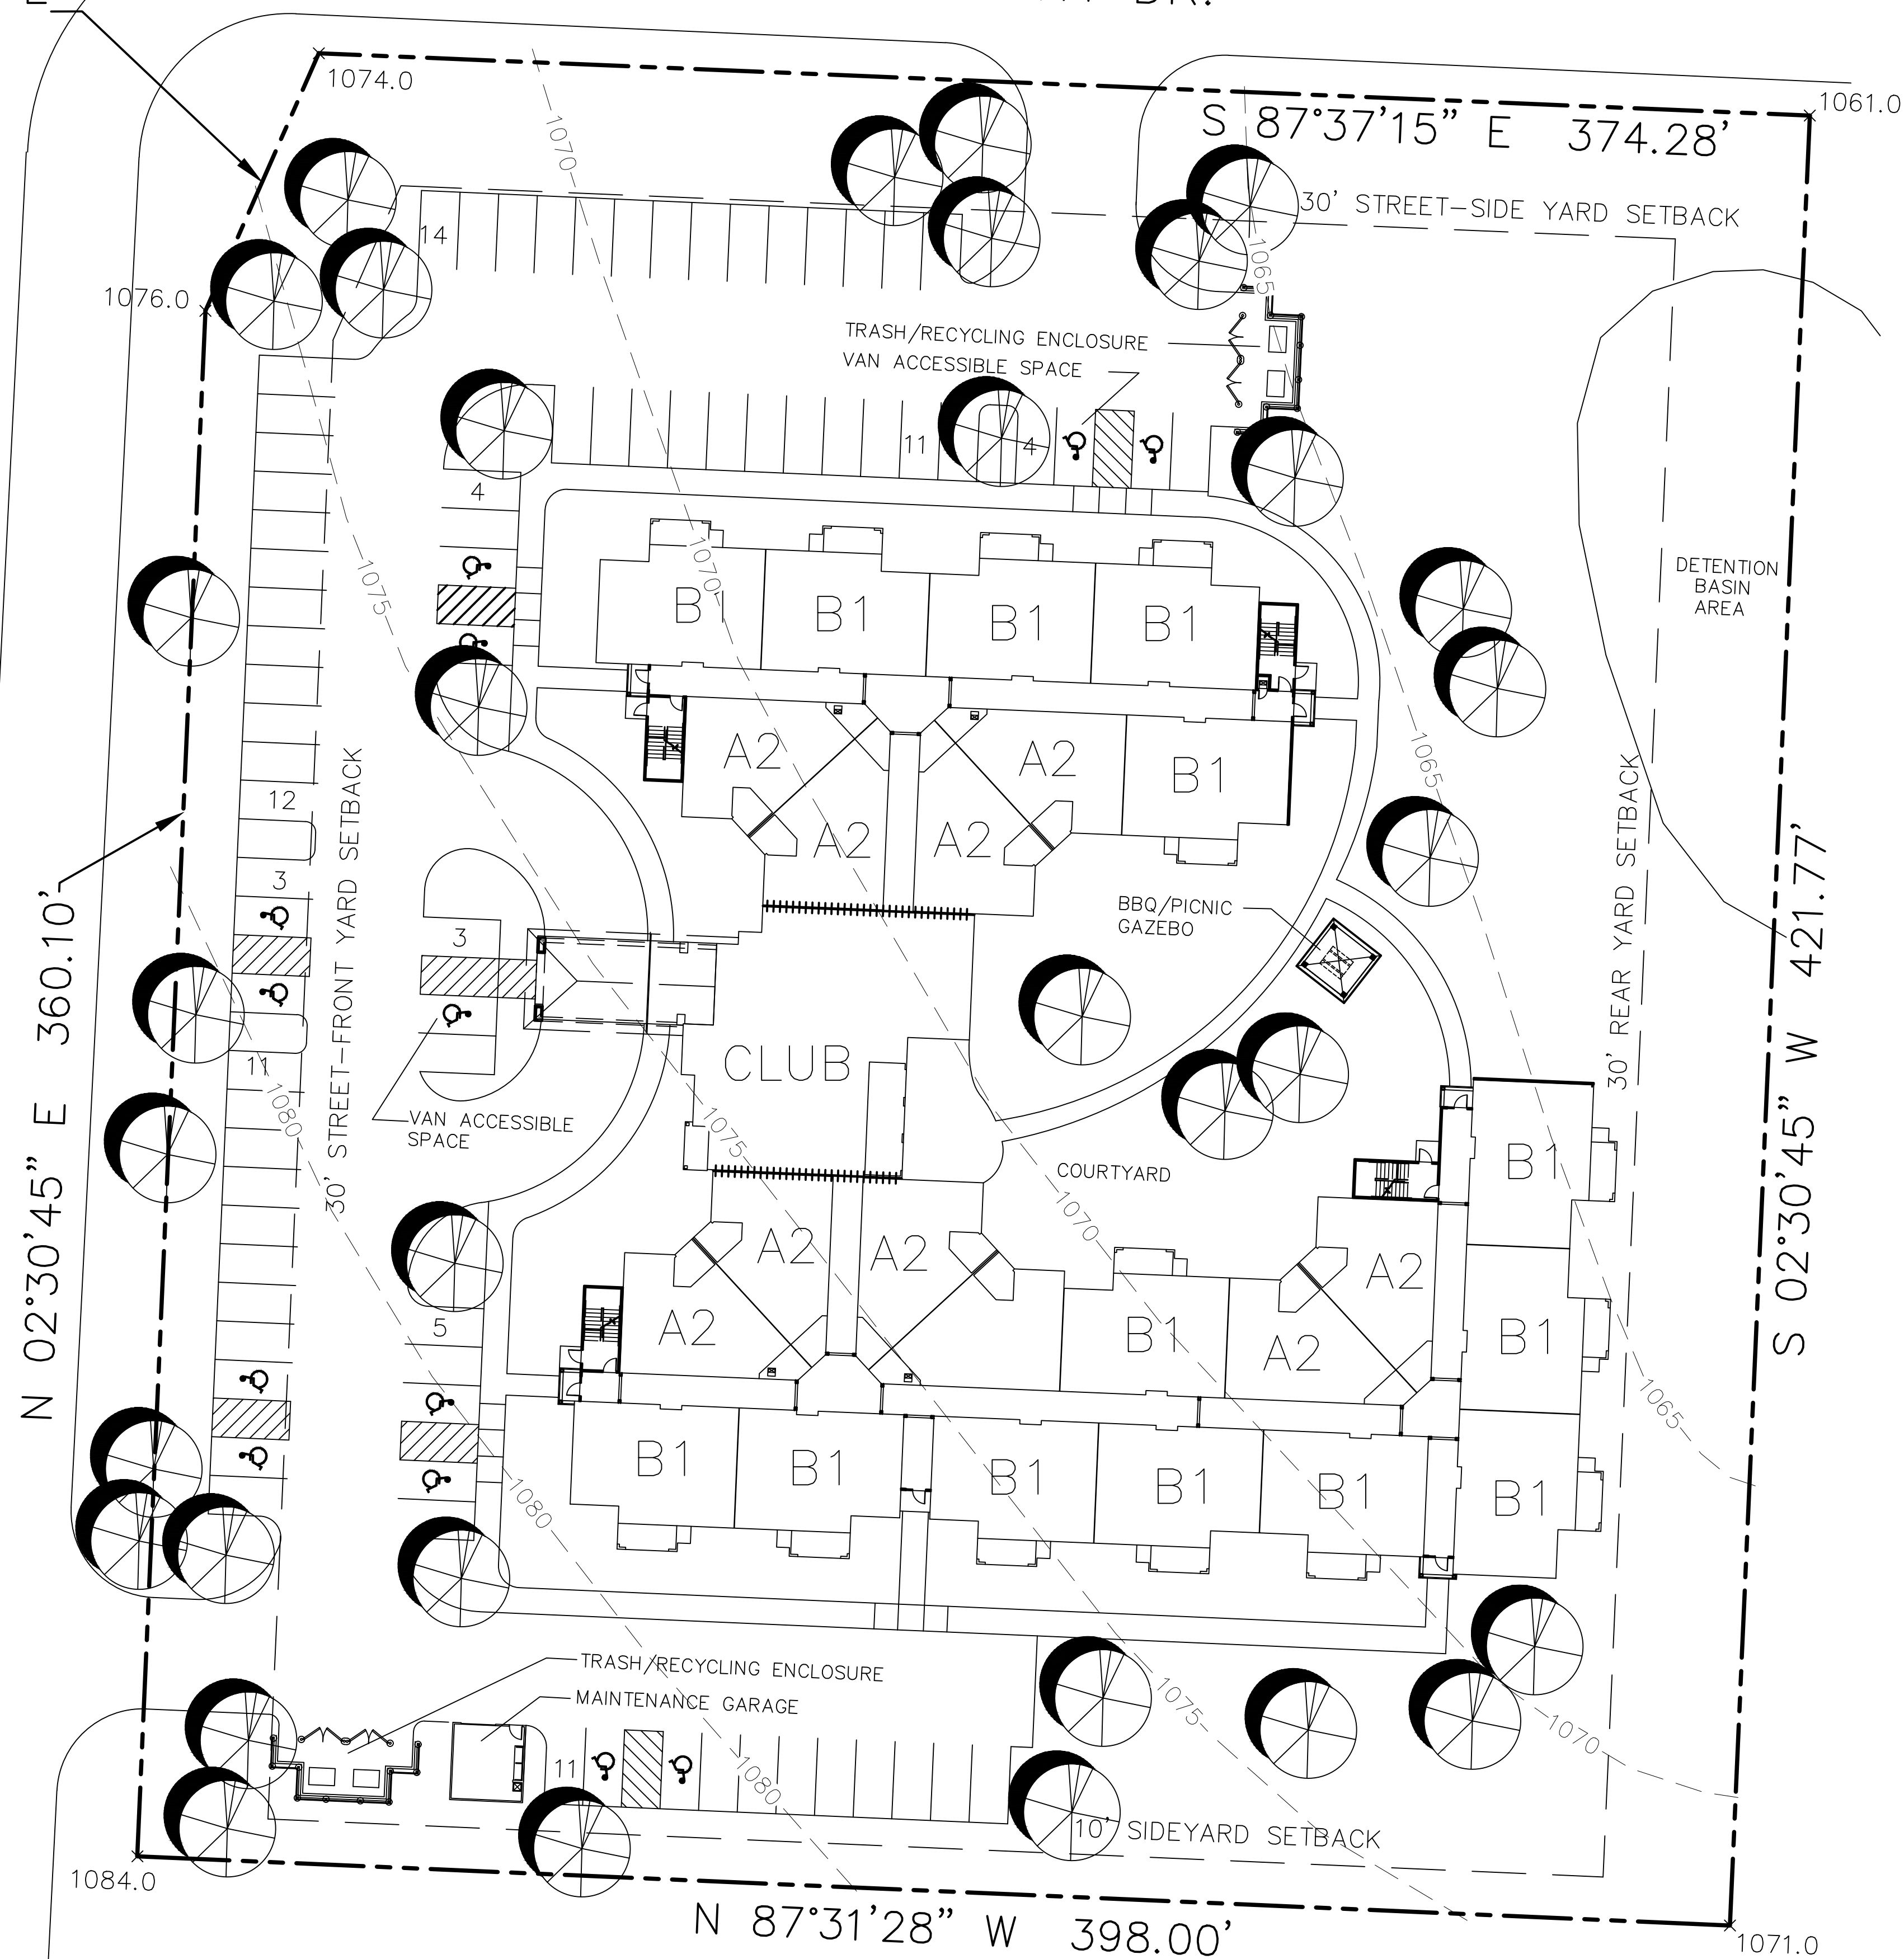 DR.
1074.0
1061.0
S 87°37'15" E 374.28'
1070
30' STREET-SIDE YARD SETBACK
14
1065
1076.0
TRASH/RECYCLING ENCLOSURE
VAN ACCESSIBLE SPACE
11
4
4
1075
1070
DETENTION
BASIN
AREA
B1
B1
B1
B1
A2
A2
B1
1065
12
A2
A2
3
30' STREET-FRONT YARD SETBACK
30' REAR YARD SETBACK
N 02°30'45" E 360.10'
S 02°30'45" W 421.77'
BBQ/PICNIC
GAZEBO
3
11
CLUB
1080
VAN ACCESSIBLE
SPACE
1075
COURTYARD
B1
1070
A2
A2
A2
A2
5
B1
A2
B1
1065
B1
B1
B1
B1
B1
B1
1080
TRASH/RECYCLING ENCLOSURE
MAINTENANCE GARAGE
1075
1070
11
1080
10' SIDEYARD SETBACK
1084.0
N 87°31'28" W 398.00'
1071.0